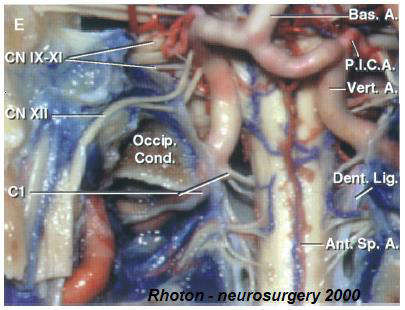 E
Bas. A.
CN IX-XI
P.I.C.A.
Vert. A.
CN XII
Occip.
Cond.
C1
Dent. Lig.
Ant. Sp. A.
Rhoton - neurosurgery 2000